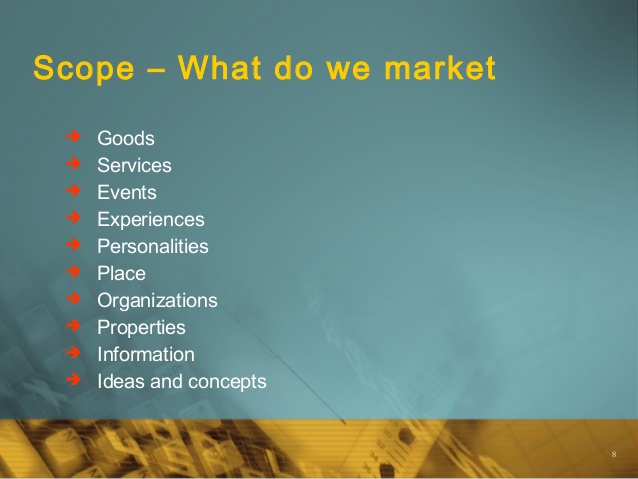 Scope – What do we market
➔ Goods
➔ Services
➔ Events
➔ Experiences
➔ Personalities
➔ Place
➔ Organizations
➔ Properties
➔ Information
➔ Ideas and concepts
8